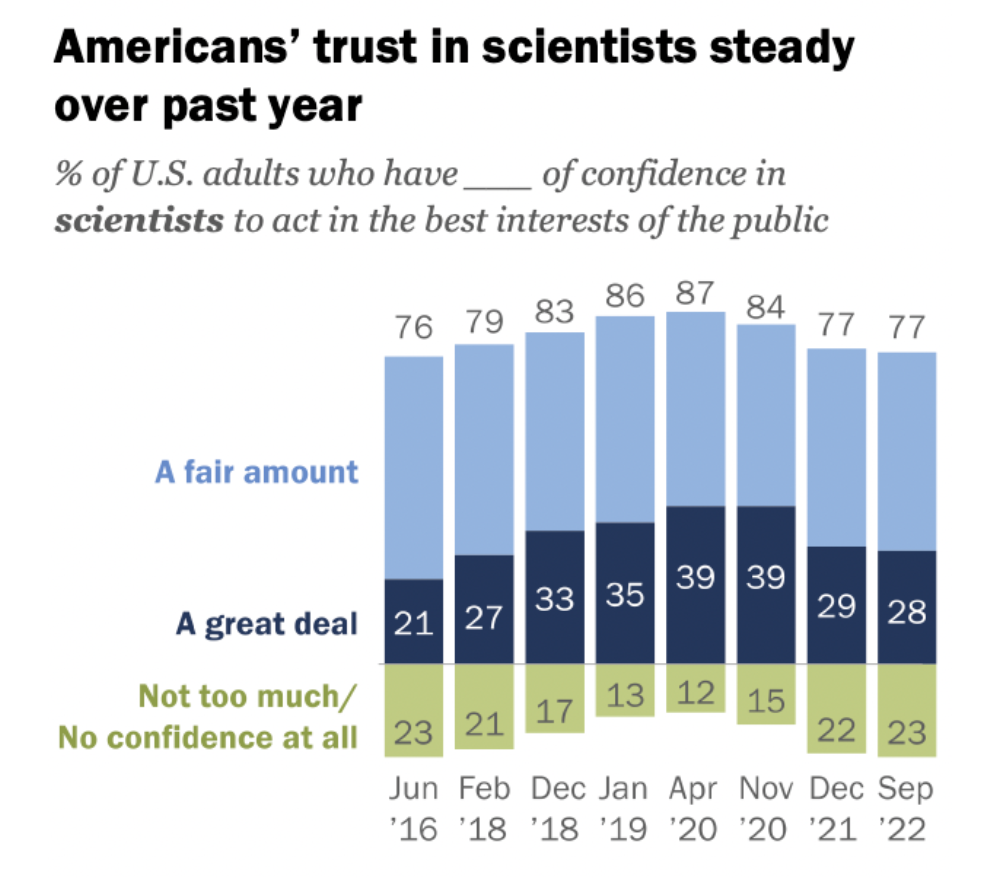 Americans’ trust in scientists steady
over past year
% of U.S. adults who have ___ of confidence in
scientists to act in the best interests of the public
76 79 83 86 87 84 77 77
A fair amount
A great deal 21 27 33 35 39 39 29 28
Not too much/
No confidence at all 23 21 17 13 12 15 22 23
Jun Feb Dec Jan Apr Nov Dec Sep
’16 ’18 ’18 ’19 ’20 ’20 ’21 ’22